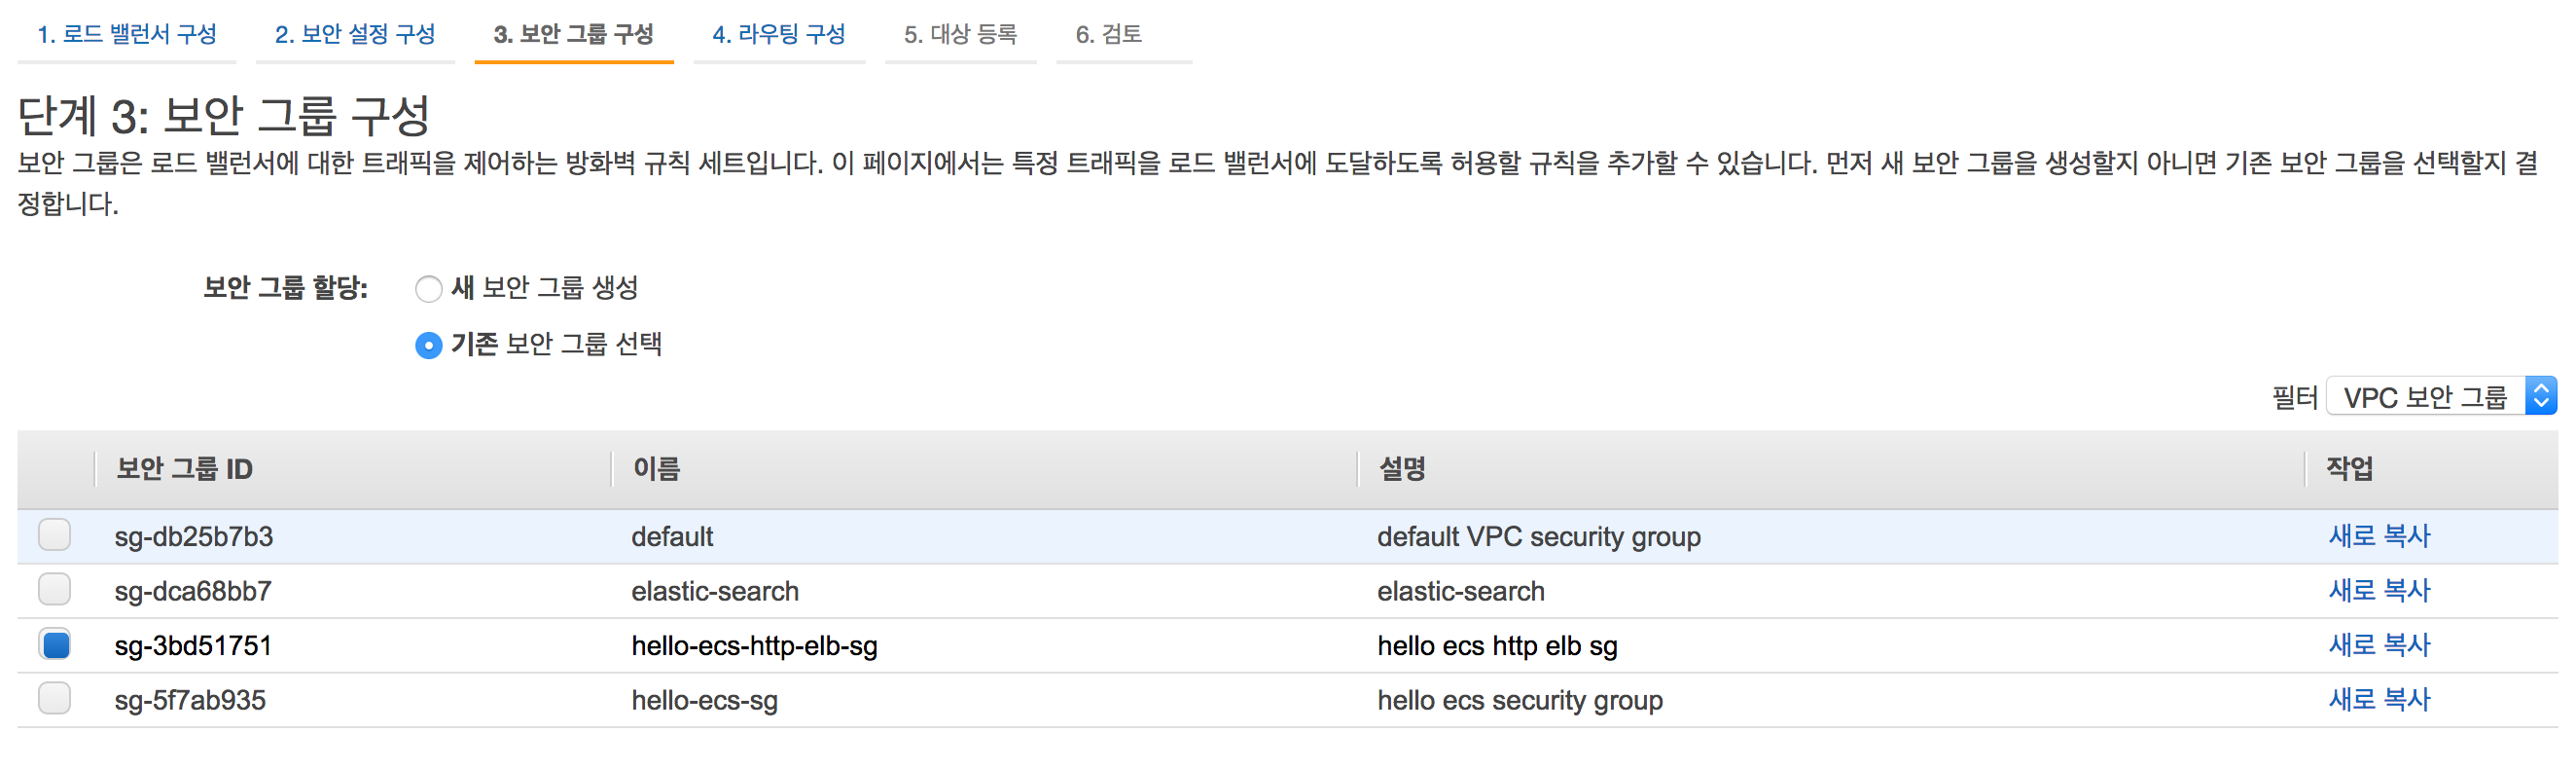 1. 로드 밸런서 구성 2. 보안 설정 구성 3. 보안 그룹 구성 4. 라우팅 구성 5. 대상 등록 6. 검토
단계 3: 보안 그룹 구성
보안 그룹은 로드 밸런서에 대한 트래픽을 제어하는 방화벽 규칙 세트입니다. 이 페이지에서는 특정 트래픽을 로드 밸런서에 도달하도록 허용할 규칙을 추가할 수 있습니다. 먼저 새 보안 그룹을 생성할지 아니면 기존 보안 그룹을 선택할지 결
정합니다.
보안 그룹 할당: 새 보안 그룹 생성
기존 보안 그룹 선택
필터 VPC 보안 그룹
보안 그룹 ID 이름 설명 작업
sg-db25b7b3 default default VPC security group 새로 복사
sg-dca68bb7 elastic-search elastic-search 새로 복사
sg-3bd51751 hello-ecs-http-elb-sg hello ecs http elb sg 새로 복사
sg-5f7ab935 hello-ecs-sg hello ecs security group 새로 복사